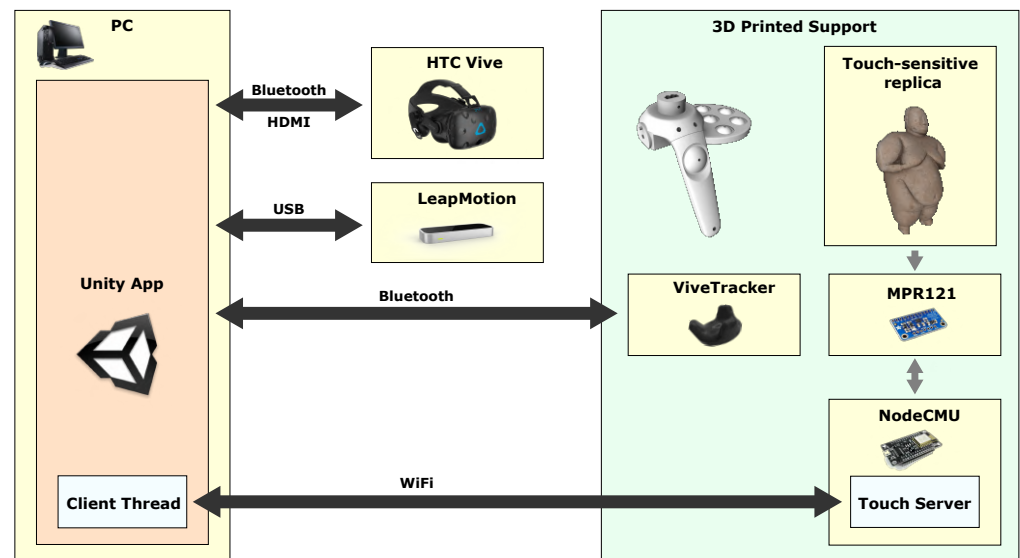 PC
3D Printed Support
HTC Vive
Touch-sensitive
replica
Bluetooth
HDMI
LeapMotion
USB
Unity App
Bluetooth
ViveTracker
MPR121
NodeCMU
WiFi
Client Thread
Touch Server